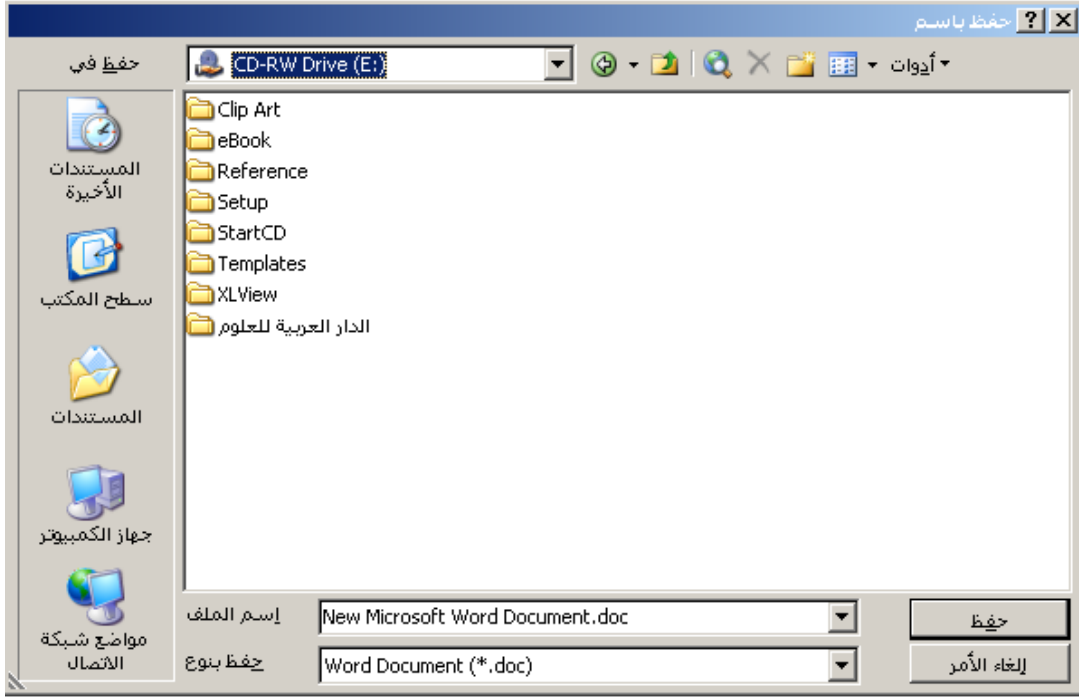 حفظ باسم
حفظ في
CD-RW Drive (E:)
أدوات
المستندات
الأخيرة
سطح المكتب
المستندات
جهاز الكمبيوتر
مواضع شبكة
الاتصال
Clip Art
eBook
Reference
Setup
StartCD
Templates
XLView
الدار العربية للعلوم
إسم الملف
New Microsoft Word Document.doc
حفظ
حفظ بنوع
Word Document (*.doc)
إلغاء الأمر